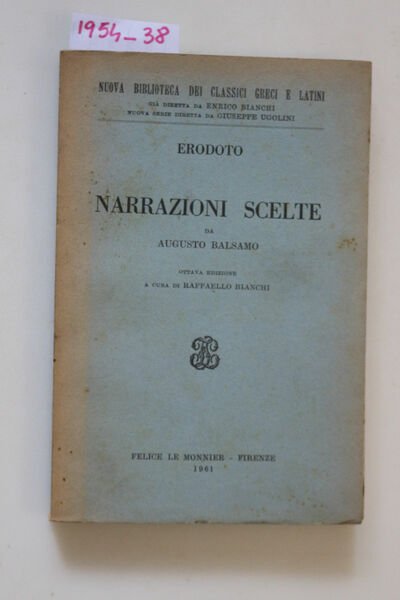 1954_38
NUOVA BIBLIOTECA DEI CLASSICI GRECI E LATINI
GIÀ DIRETTA DA ENRICO BIANCHI
NUOVA SERIE DIRETTA DA GIUSEPPE UGOLINI
ERODOTO
NARRAZIONI SCELTE
DA
AUGUSTO BALSAMO
OTTAVA EDIZIONE
A CURA DI RAFFAELLO BIANCHI
FELICE LE MONNIER - FIRENZE
1961